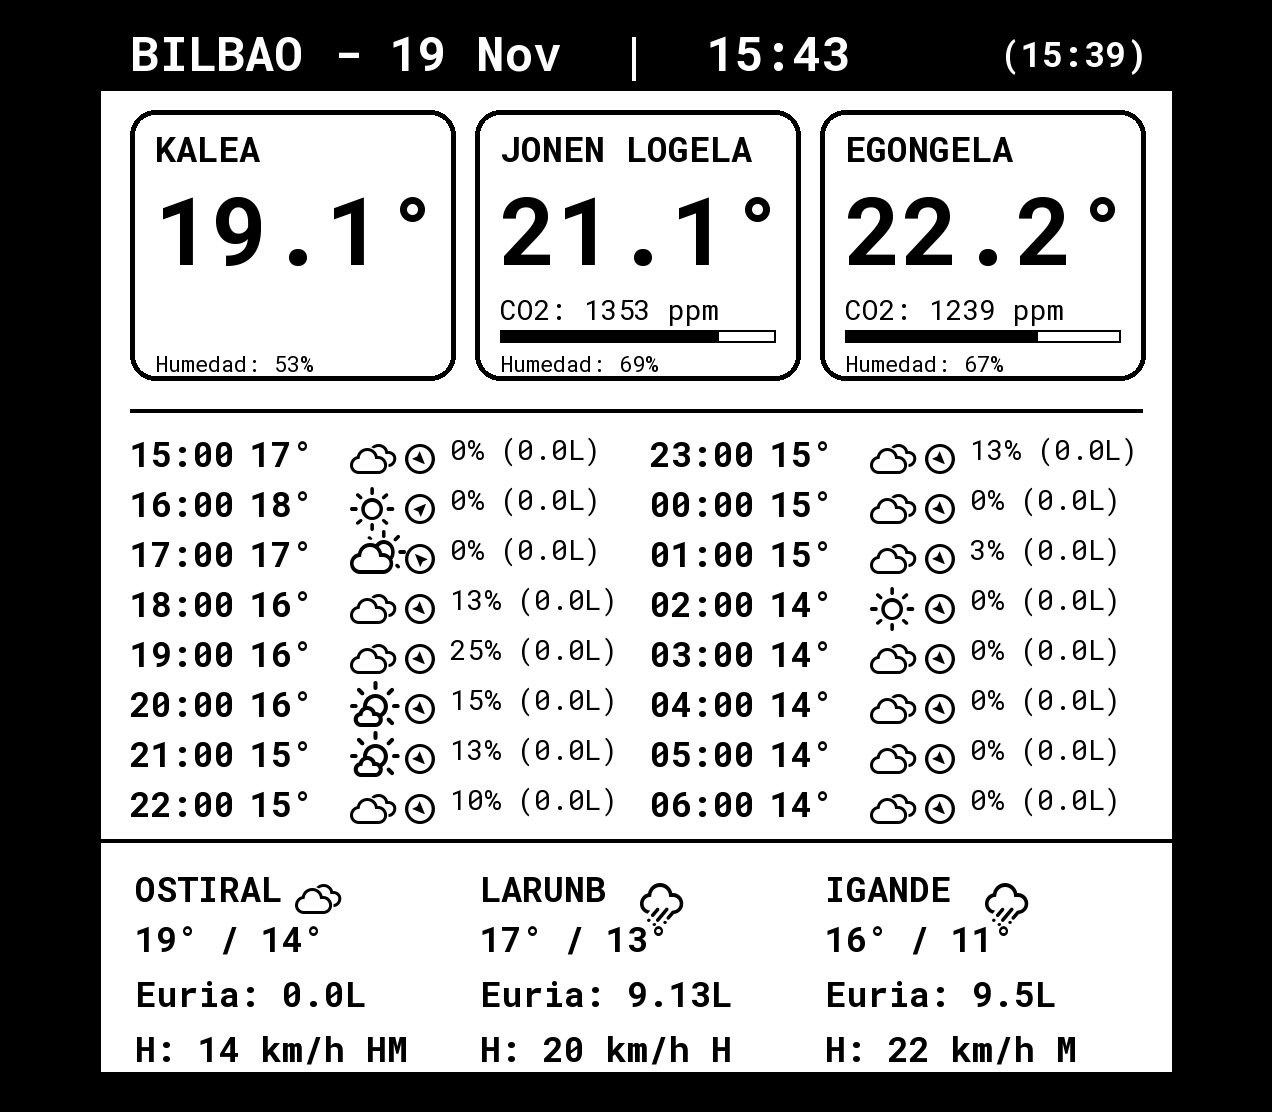 BILBAO - 19 Nov | 15:43 (15:39)
KALEA
19.1°
Humedad: 53%
JONEN LOGELA
21.1°
CO2: 1353 ppm
Humedad: 69%
EGONGELA
22.2°
CO2: 1239 ppm
Humedad: 67%
15:00 17° 0% (0.0L)
16:00 18° 0% (0.0L)
17:00 17° 0% (0.0L)
18:00 16° 13% (0.0L)
19:00 16° 25% (0.0L)
20:00 16° 15% (0.0L)
21:00 15° 13% (0.0L)
22:00 15° 10% (0.0L)
23:00 15° 13% (0.0L)
00:00 15° 0% (0.0L)
01:00 15° 3% (0.0L)
02:00 14° 0% (0.0L)
03:00 14° 0% (0.0L)
04:00 14° 0% (0.0L)
05:00 14° 0% (0.0L)
06:00 14° 0% (0.0L)
OSTIRAL
19° / 14°
Euria: 0.0L
H: 14 km/h HM
LARUNB
17° / 13°
Euria: 9.13L
H: 20 km/h H
IGANDE
16° / 11°
Euria: 9.5L
H: 22 km/h M